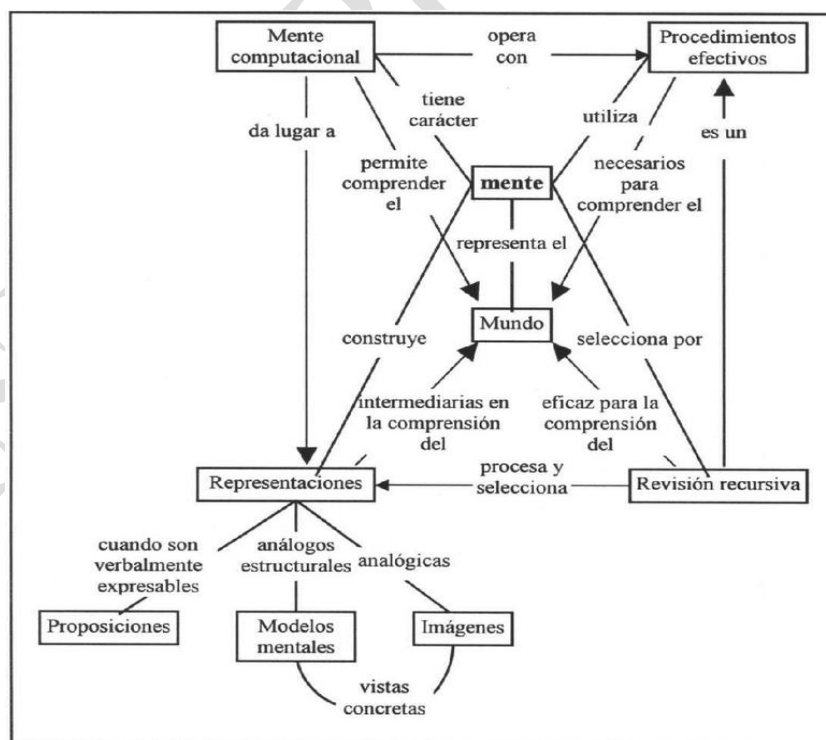 Mente
computacional
opera
con
Procedimientos
efectivos
tiene
carácter
utiliza
da lugar a
es un
permite
comprender
el
mente
necesarios
para
comprender el
representa el
Mundo
construye
selecciona por
intermediarias en
la comprensión
del
eficaz para la
comprensión
del
Representaciones
procesa y
selecciona
Revisión recursiva
cuando son
verbalmente
expresables
análogos
estructurales
analógicas
Proposiciones
Modelos
mentales
Imágenes
vistas
concretas